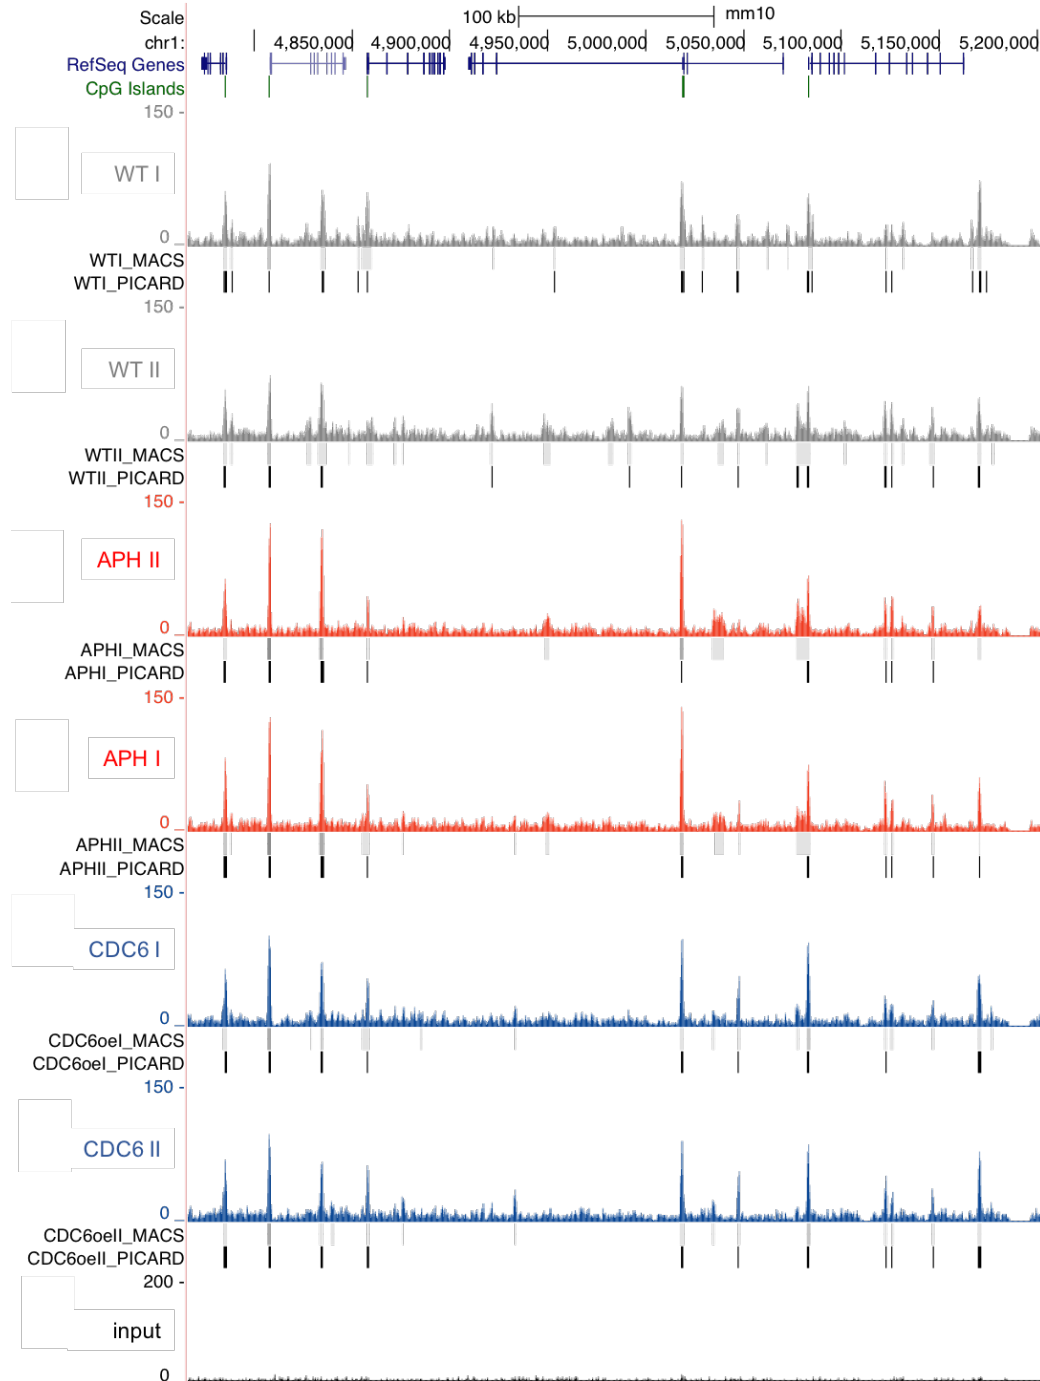 Scale 100 kb mm10
chr1: 4,850,000 4,900,000 4,950,000 5,000,000 5,050,000 5,100,000 5,150,000 5,200,000
RefSeq Genes
CpG Islands
150 -
WT I
0
WTI_MACS
WTI_PICARD
150 -
WT II
0
WTII_MACS
WTII_PICARD
150 -
APH II
0
APHI_MACS
APHI_PICARD
150 -
APH I
0
APHII_MACS
APHII_PICARD
150 -
CDC6 I
0
CDC6oeI_MACS
CDC6oeI_PICARD
150 -
CDC6 II
0
CDC6oeII_MACS
CDC6oeII_PICARD
200 -
input
0